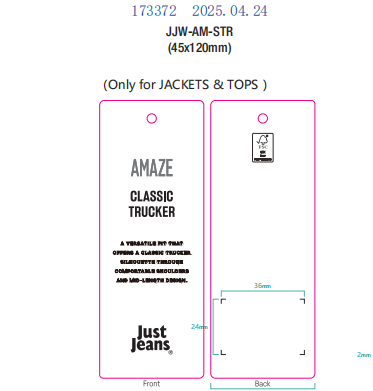 173372 2025.04.24
JJW-AM-STR
(45x120mm)
(Only for JACKETS & TOPS )
AMAZE
CLASSIC
TRUCKER
A VERSATILE FIT THAT
OFFERS A CLASSIC TRUCKER
SILHOUETTE THROUGH
COMFORTABLE SHOULDERS
AND MID-LENGTH DESIGN.
Just
Jeans®
FSC
36mm
24mm
2mm
Front
Back